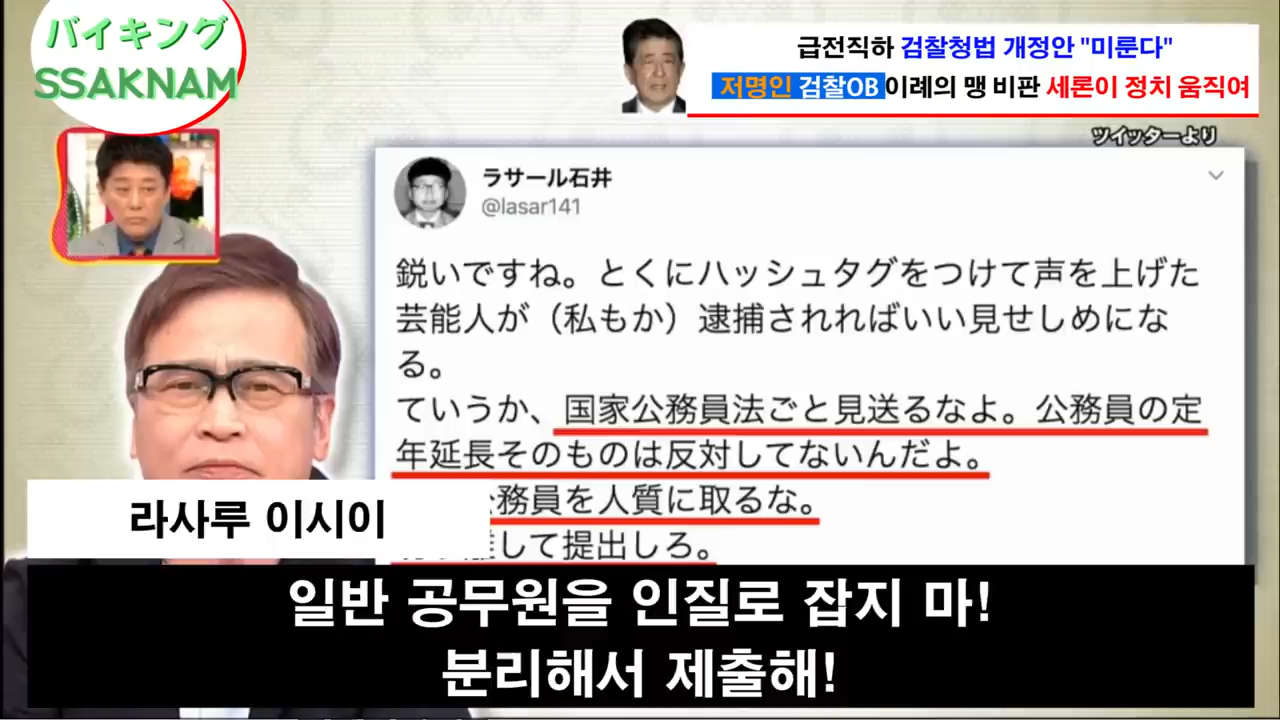 バイキング
SSAKNAM
급전직하 검찰청법 개정안 "미룬다"
저명인 검찰OB 이례의 맹 비판 세론이 정치 움직여
ツイッターより
ラサール石井
@lasar141
鋭いですね。とくにハッシュタグをつけて声を上げた
芸能人が（私もか）逮捕されればいい見せしめにな
る。
ていうか、国家公務員法ごと見送るなよ。公務員の定
年延長そのものは反対してないんだよ。
務員を人質に取るな。
して提出しろ。
라사루 이시이
일반 공무원을 인질로 잡지 마!
분리해서 제출해!